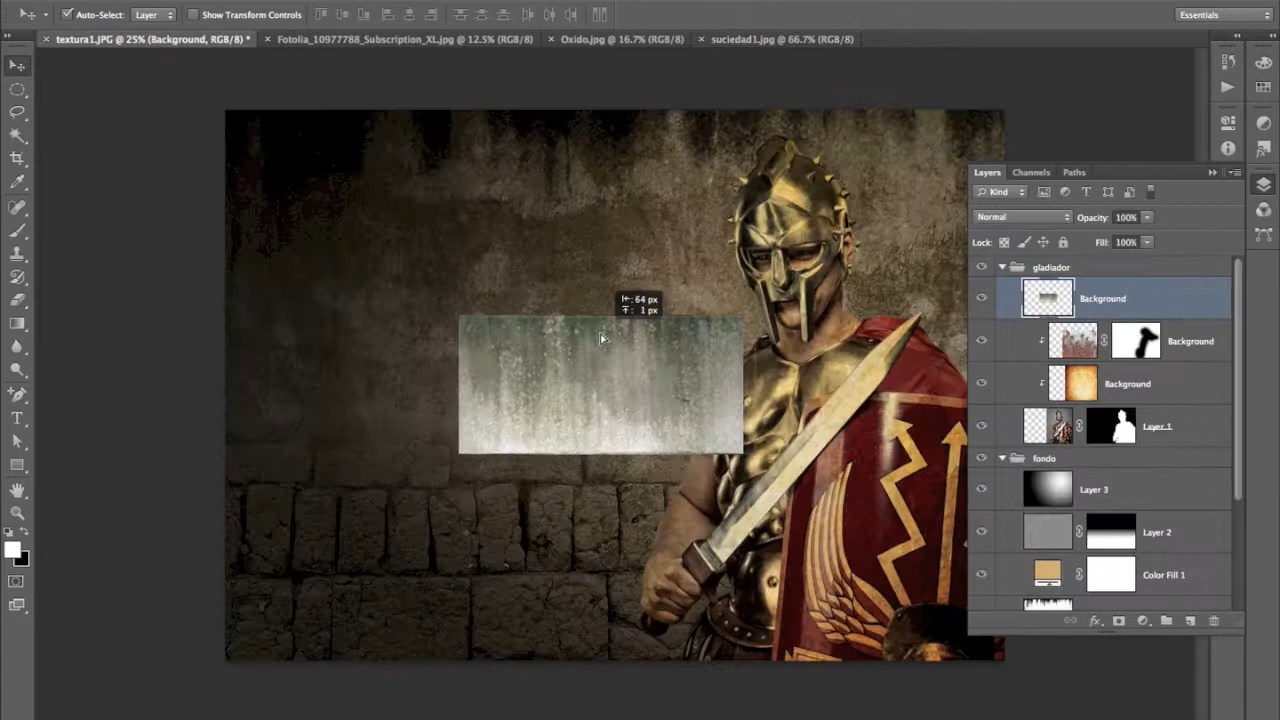 Auto-Select: Layer Show Transform Controls Essentials
textura1.JPG @ 25% (Background, RGB/8) * Fotolia_10977788_Subscription_XL.jpg @ 12.5% (RGB/8) Oxido.jpg @ 16.7% (RGB/8) suciedad1.jpg @ 66.7% (RGB/8)
Layers Channels Paths
Kind
Normal Opacity: 100%
Lock: Fill: 100%
gladiador
Background
64 px
1 px
Background
Background
Layer 1
fondo
Layer 3
Layer 2
Color Fill 1